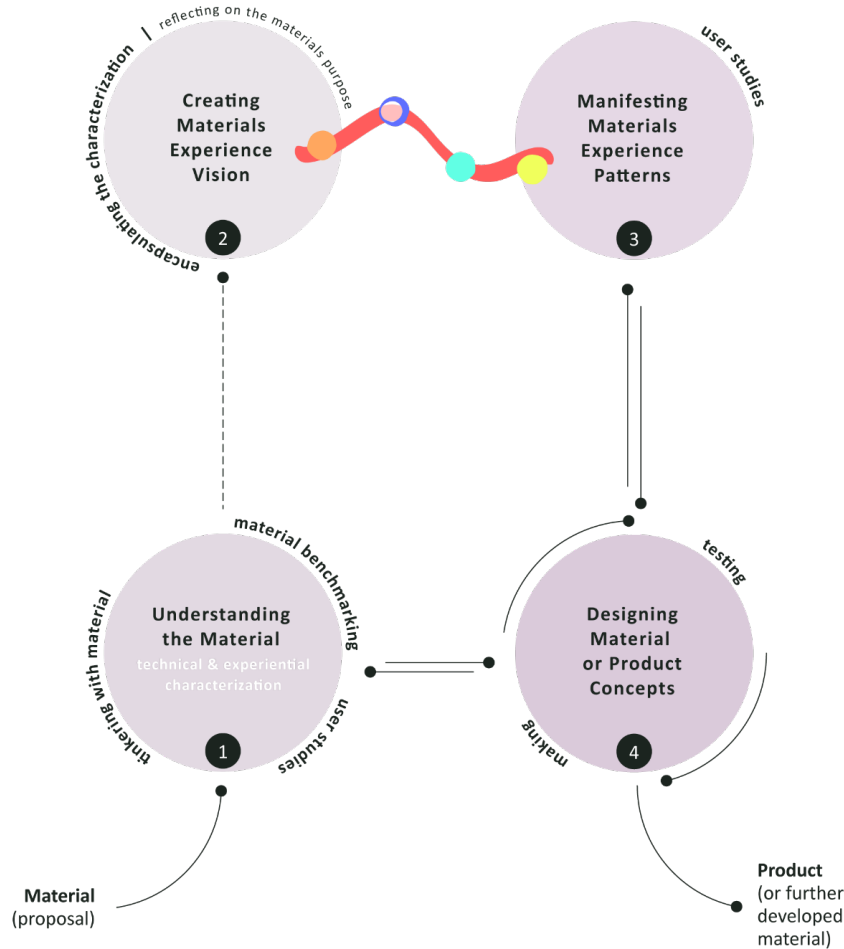 reflecting on the materials purpose
encapsulating the characterization |
Creating
Materials
Experience
Vision
2
user studies
Manifesting
Materials
Experience
Patterns
3
material benchmarking
tinkering with material
user studies
Understanding
the Material
technical & experiential
characterization
1
testing
making
Designing
Material
or Product
Concepts
4
Material
(proposal)
Product
(or further
developed
material)